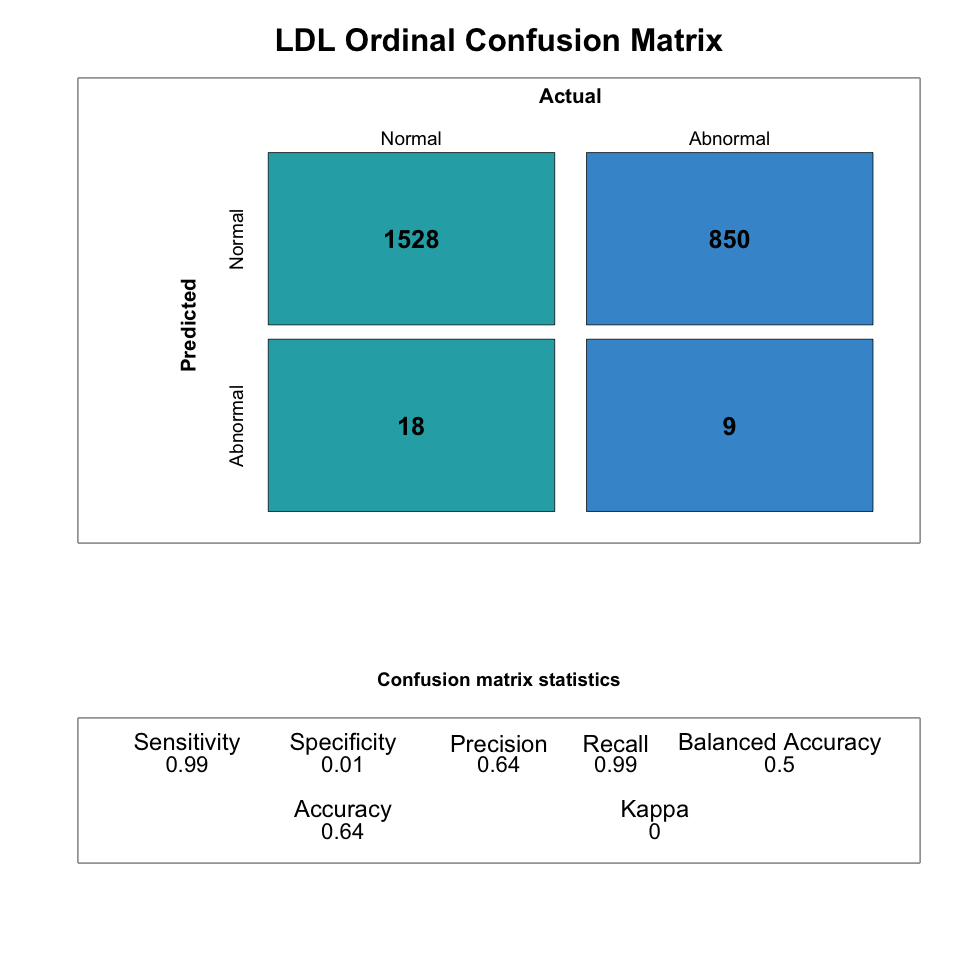 LDL Ordinal Confusion Matrix
Actual
Normal Abnormal
Predicted
Normal
1528 850
Abnormal
18 9
Confusion matrix statistics
Sensitivity Specificity Precision Recall Balanced Accuracy
0.99 0.01 0.64 0.99 0.5
Accuracy Kappa
0.64 0